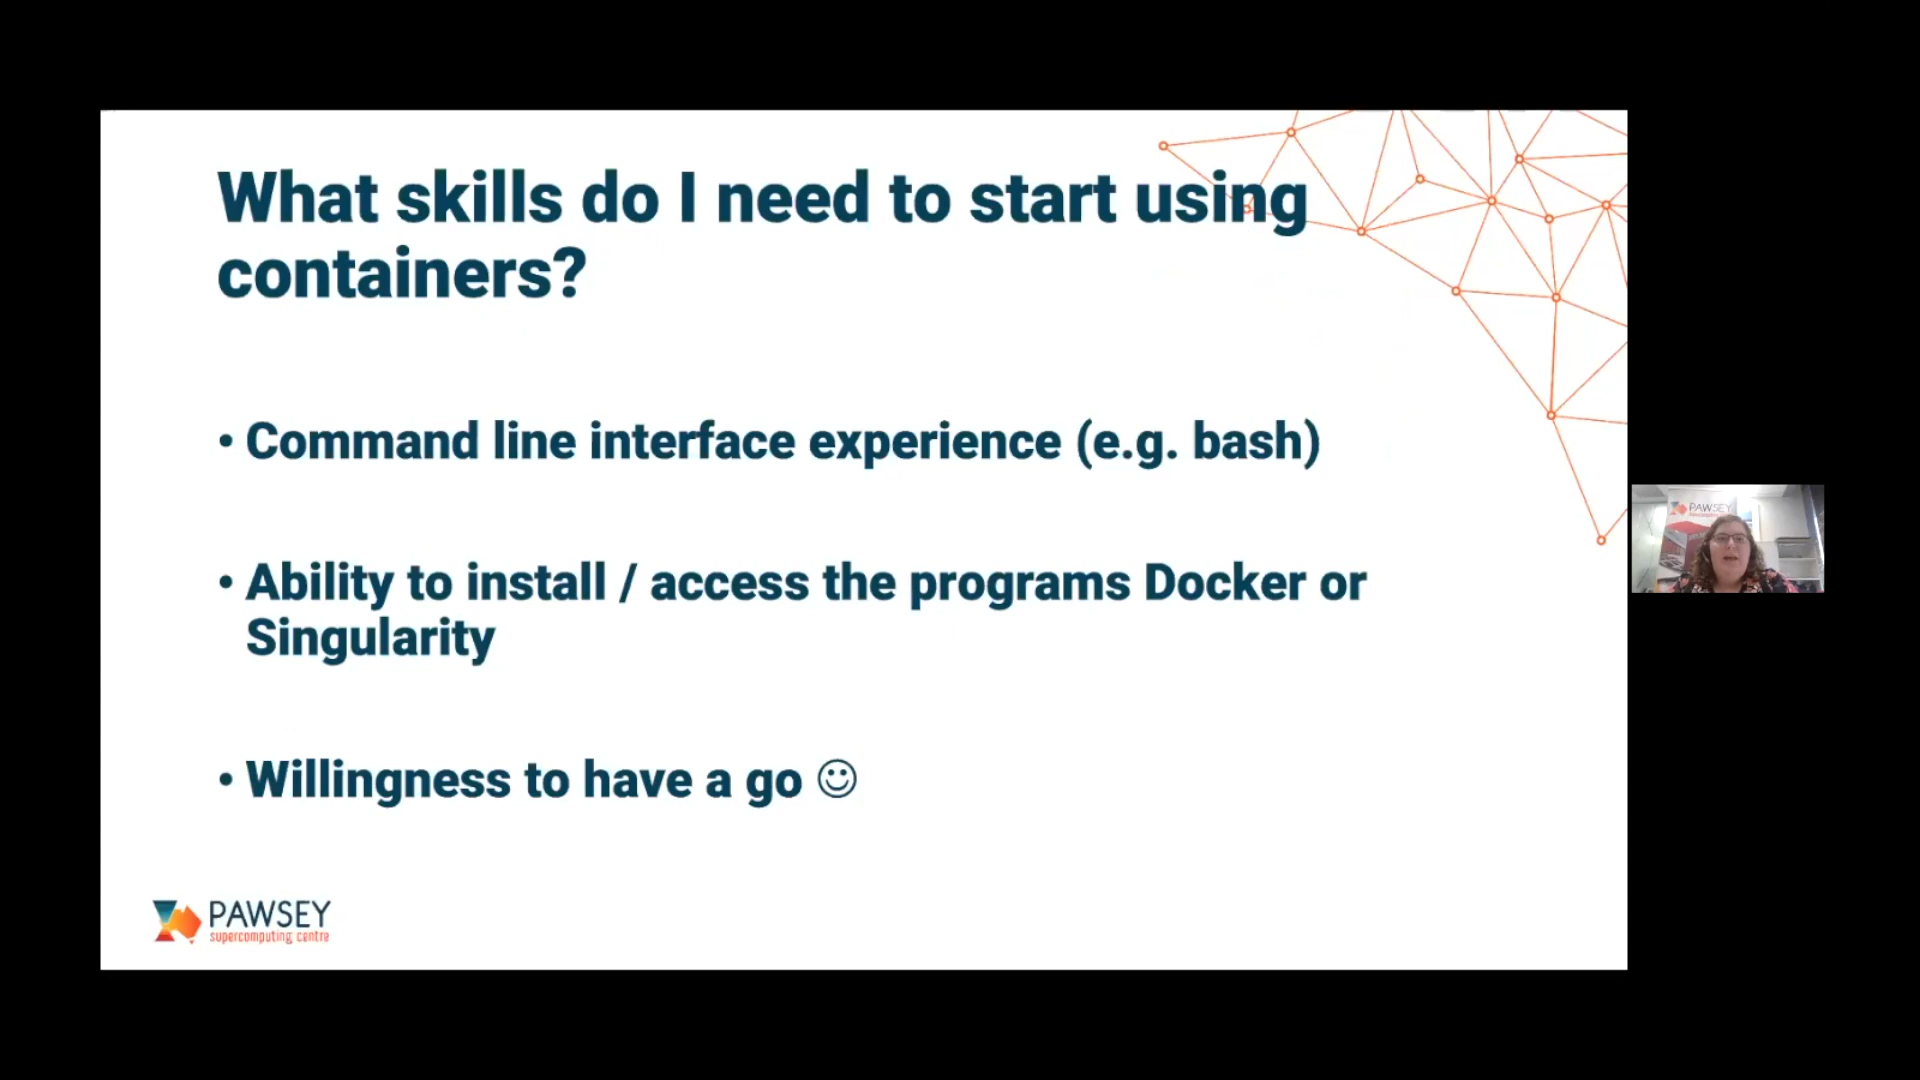 What skills do I need to start using
containers?
• Command line interface experience (e.g. bash)
• Ability to install / access the programs Docker or
Singularity
• Willingness to have a go ☺
PAWSEY
supercomputing centre
PAWSEY